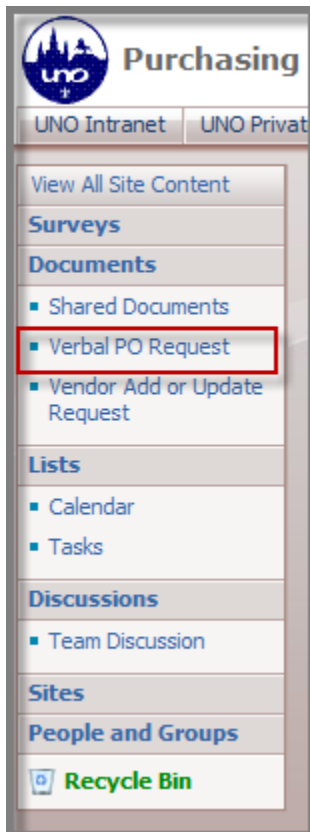 uno
Purchasing
UNO Intranet UNO Privat
View All Site Content
Surveys
Documents
Shared Documents
Verbal PO Request
Vendor Add or Update
Request
Lists
Calendar
Tasks
Discussions
Team Discussion
Sites
People and Groups
Recycle Bin